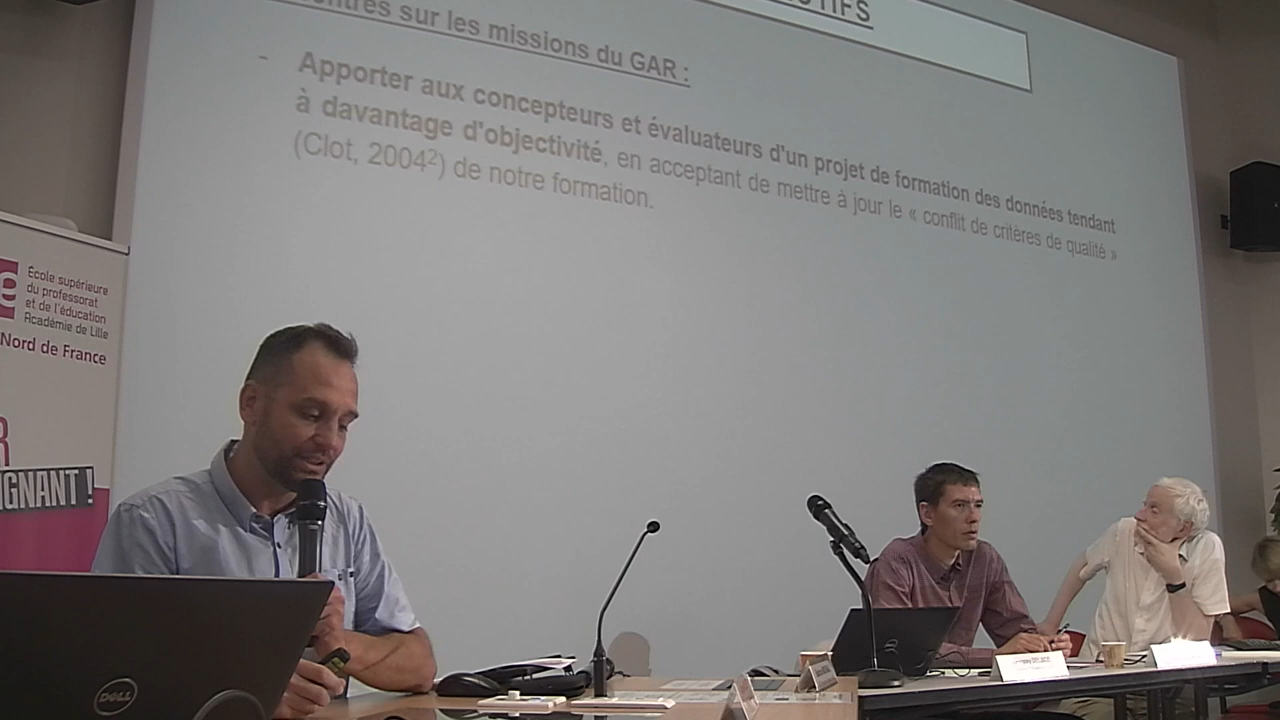 sur les missions du GAR :
- Apporter aux concepteurs et évaluateurs d'un projet de formation des données tendant
à davantage d'objectivité, en acceptant de mettre à jour le « conflit de critères de qualité »
(Clot, 2004²) de notre formation.
École supérieure
du professorat
et de l'éducation
Académie de Lille
Nord de France
IGNANT !
DELL